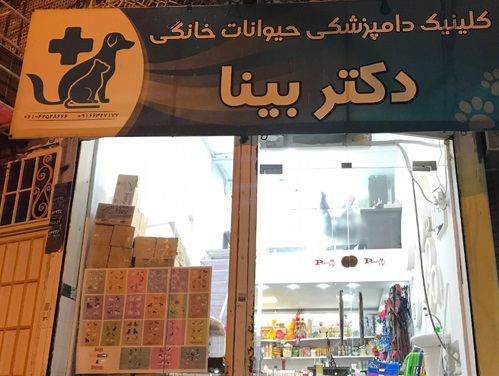 کلینیک دامپزشکی حیوانات خانگی
دکتر بینا